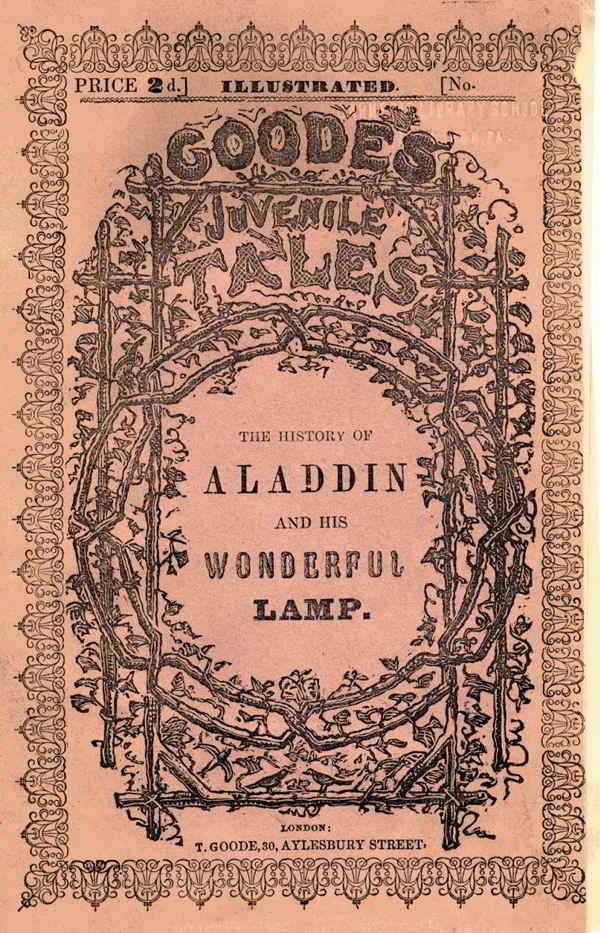 PRICE 2d.] ILLUSTRATED. [No.
GOODE'S
JUVENILE
TALES
THE HISTORY OF
ALADDIN
AND HIS
WONDERFUL
LAMP.
LONDON:
T. GOODE, 30, AYLESBURY STREET,